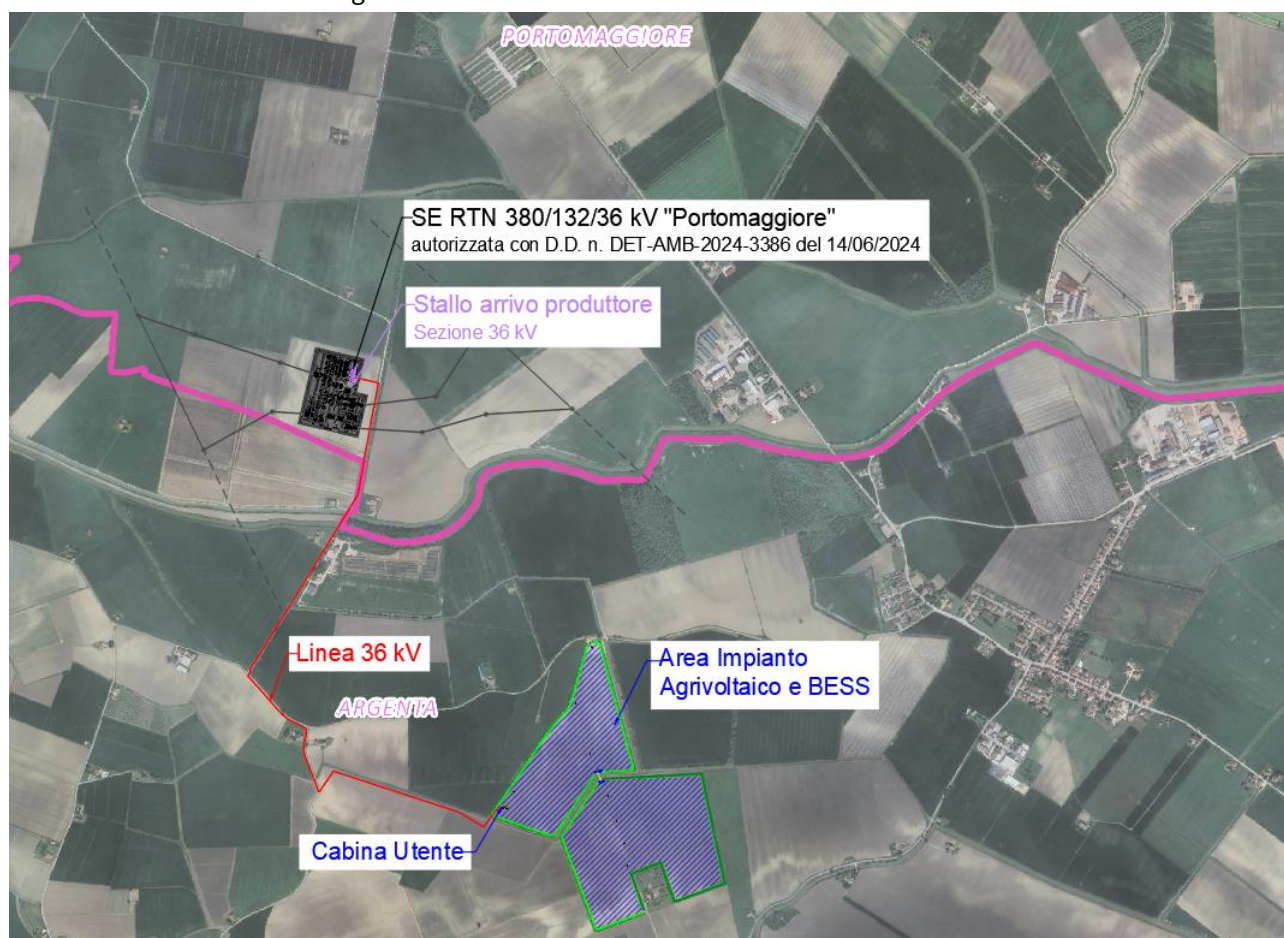 PORTOMAGGIORE
SE RTN 380/132/36 kV "Portomaggiore"
autorizzata con D.D. n. DET-AMB-2024-3386 del 14/06/2024
Stallo arrivo produttore
Sezione 36 kV
Linea 36 kV
Area Impianto
Agrivoltaico e BESS
ARGENTA
Cabina Utente